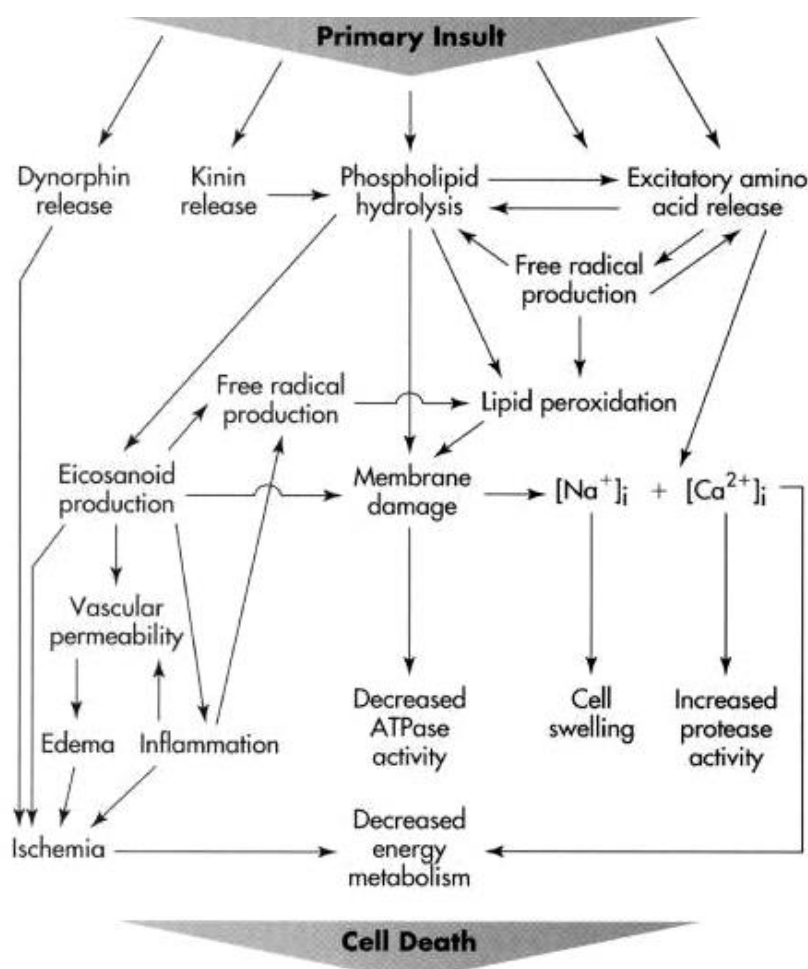 Primary Insult
Dynorphin
release
Kinin
release
Phospholipid
hydrolysis
Excitatory amino
acid release
Free radical
production
Free radical
production
Lipid peroxidation
Eicosanoid
production
Membrane
damage
[Na⁺]i + [Ca²⁺]i
Vascular
permeability
Edema
Inflammation
Decreased
ATPase
activity
Cell
swelling
Increased
protease
activity
Ischemia
Decreased
energy
metabolism
Cell Death